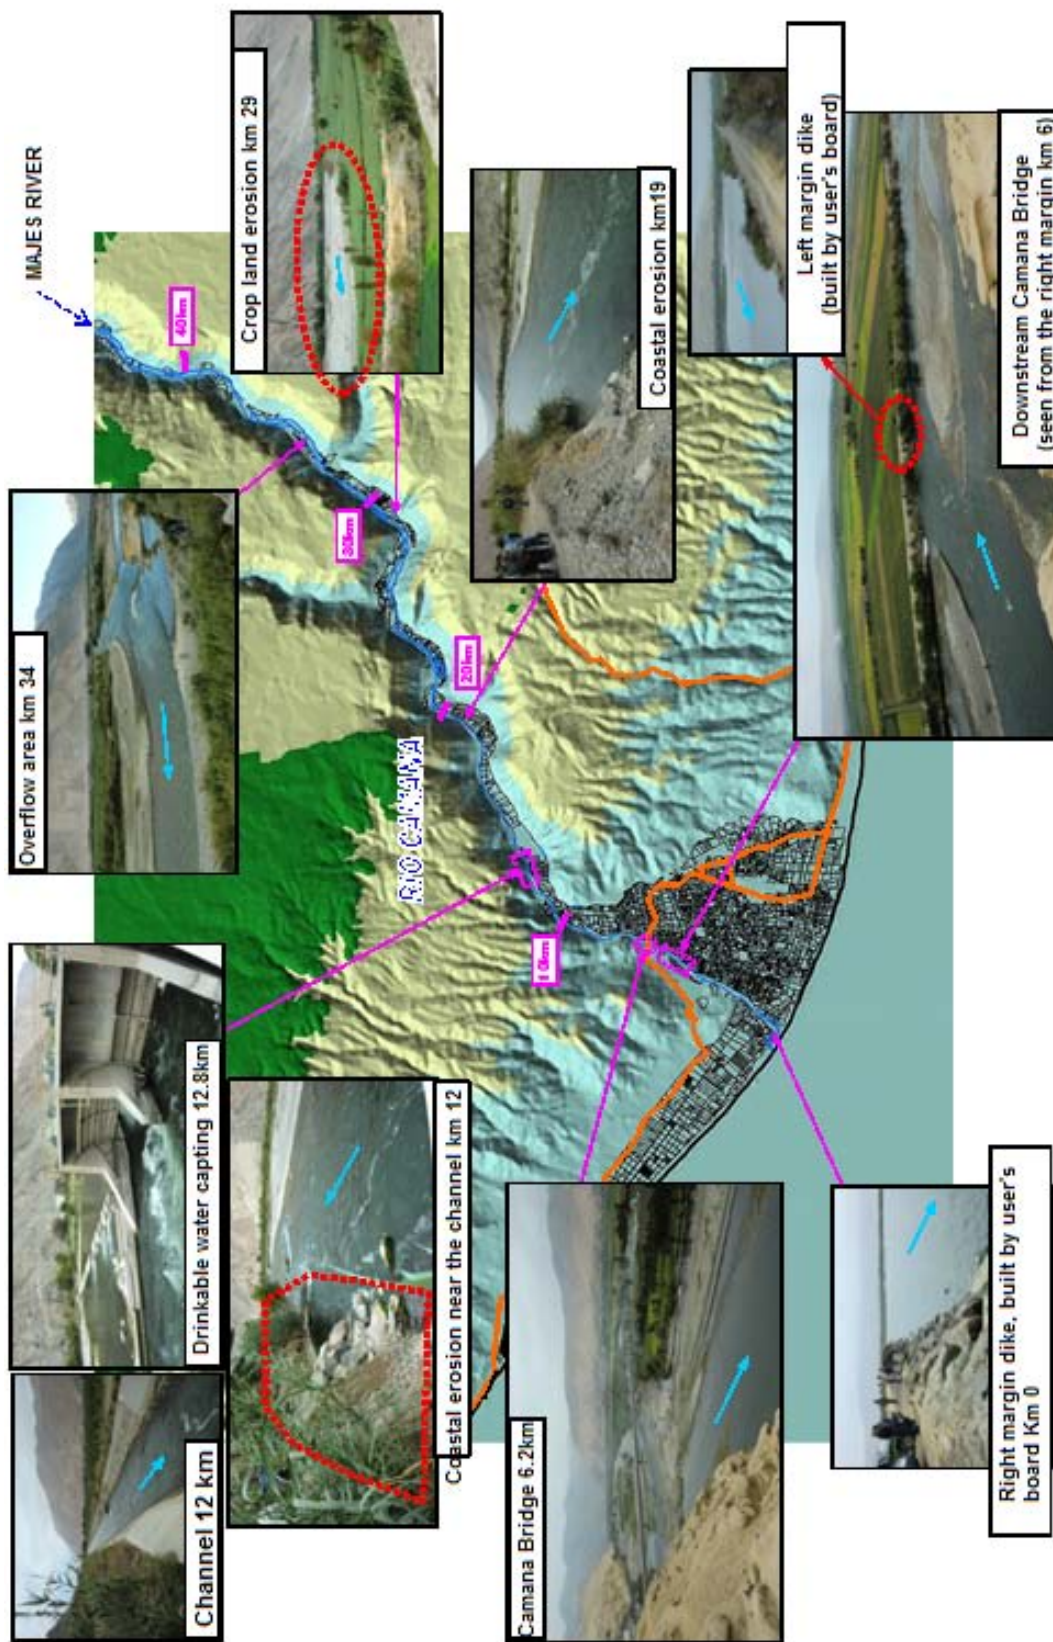 MAJES RIVER
40km
Crop land erosion km 29
Overflow area km 34
30km
Coastal erosion km19
20km
RIO CAMANA
Left margin dike
(built by user's board)
Downstream Camana Bridge
(seen from the right margin km 6)
Drinkable water capting 12.8km
10km
Channel 12 km
Coastal erosion near the channel km 12
Camana Bridge 6.2km
Right margin dike, built by user's
board Km 0